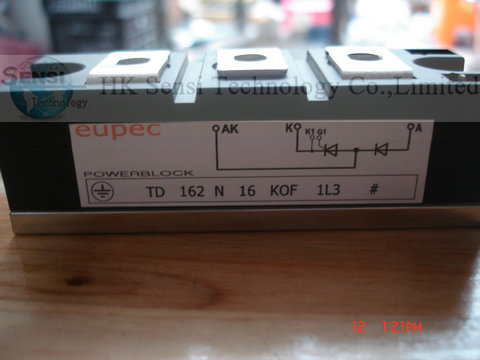 SENSI
Technology
HK Sensi Technology Co.,Limited
eupec
AK
K
K1 G1
A
POWERBLOCK
TD 162 N 16 KOF 1L3 #
12 1:21PM